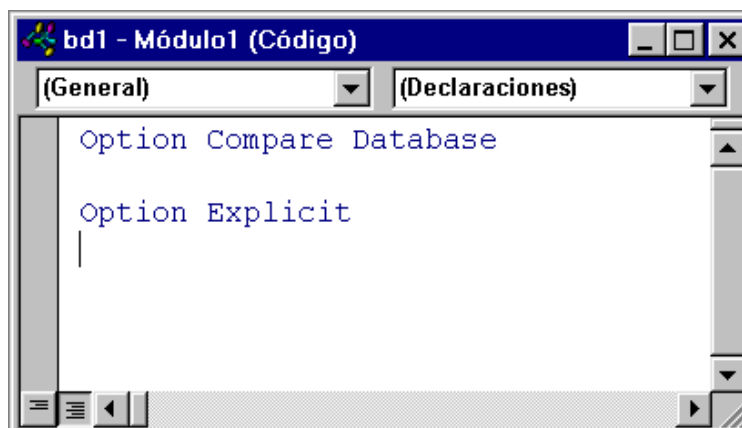 bd1 - Módulo1 (Código)
(General)
(Declaraciones)
Option Compare Database
Option Explicit